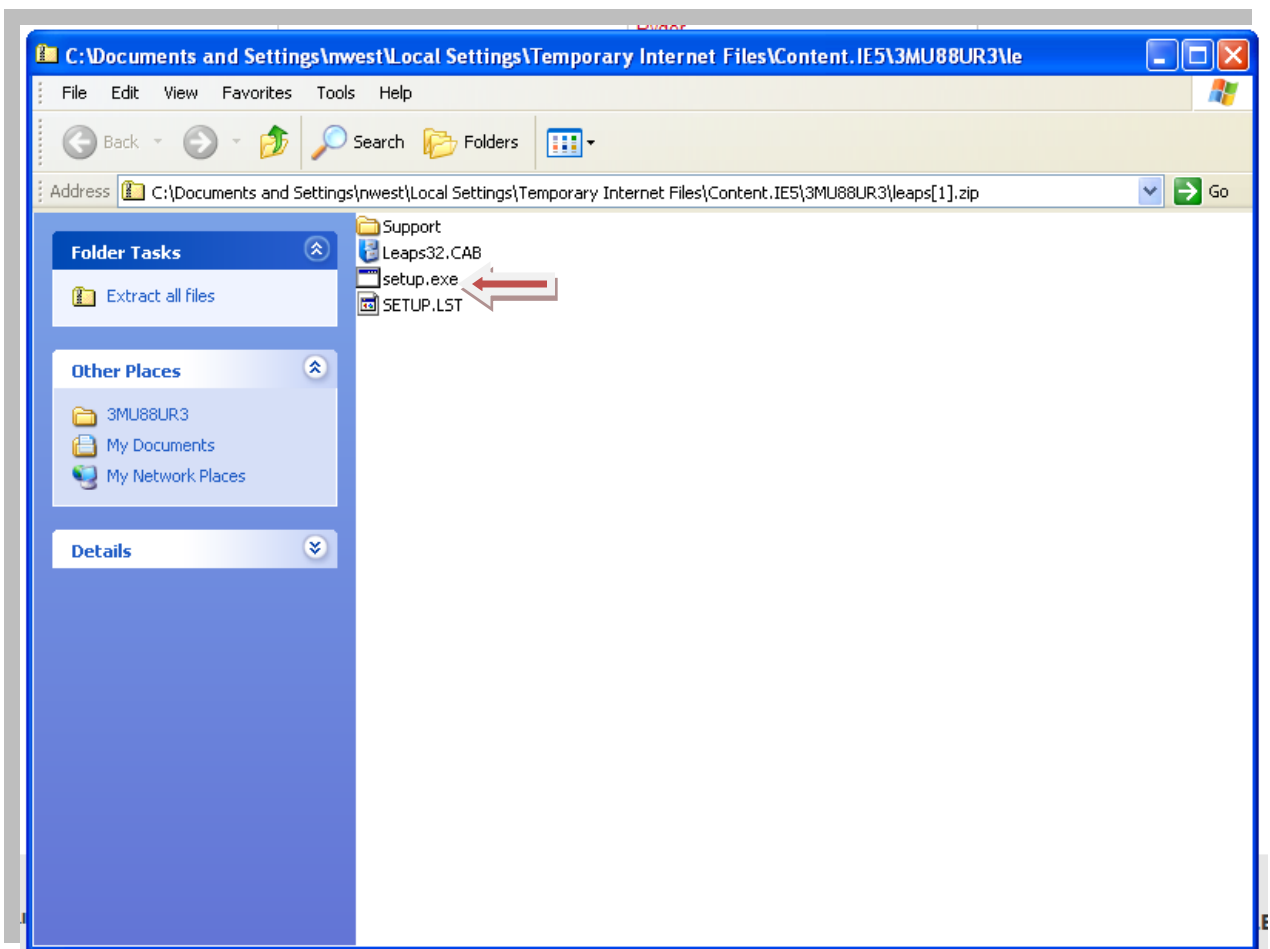 C:\Documents and Settings\nwest\Local Settings\Temporary Internet Files\Content.IE5\3MU88UR3\le
File Edit View Favorites Tools Help
Back Search Folders
Address C:\Documents and Settings\nwest\Local Settings\Temporary Internet Files\Content.IE5\3MU88UR3\leaps[1].zip Go
Folder Tasks
Extract all files
Other Places
3MU88UR3
My Documents
My Network Places
Details
Support
Leaps32.CAB
setup.exe
SETUP.LST